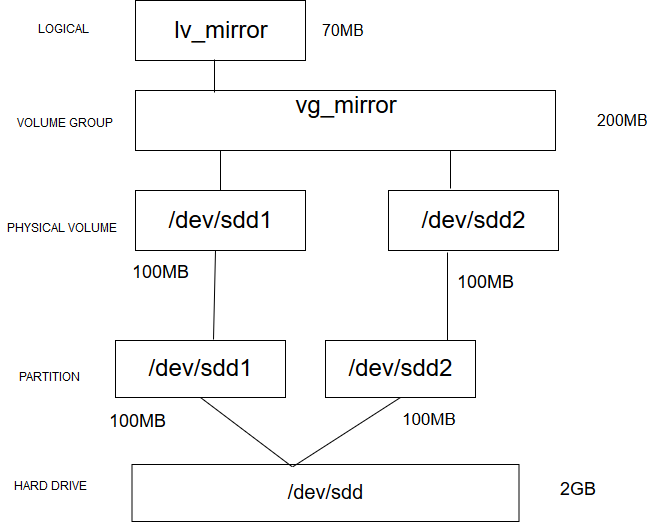 LOGICAL
lv_mirror
70MB
vg_mirror
VOLUME GROUP
200MB
PHYSICAL VOLUME
/dev/sdd1
/dev/sdd2
100MB
100MB
PARTITION
/dev/sdd1
/dev/sdd2
100MB
100MB
HARD DRIVE
/dev/sdd
2GB